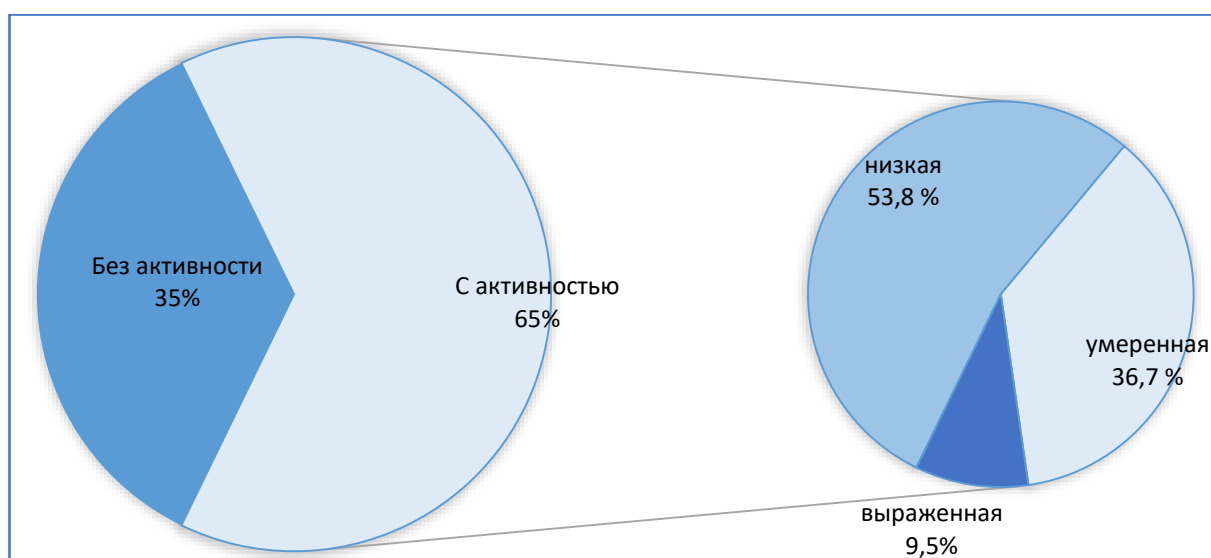 Без активности
35%
С активностью
65%
низкая
53,8 %
умеренная
36,7 %
выраженная
9,5%